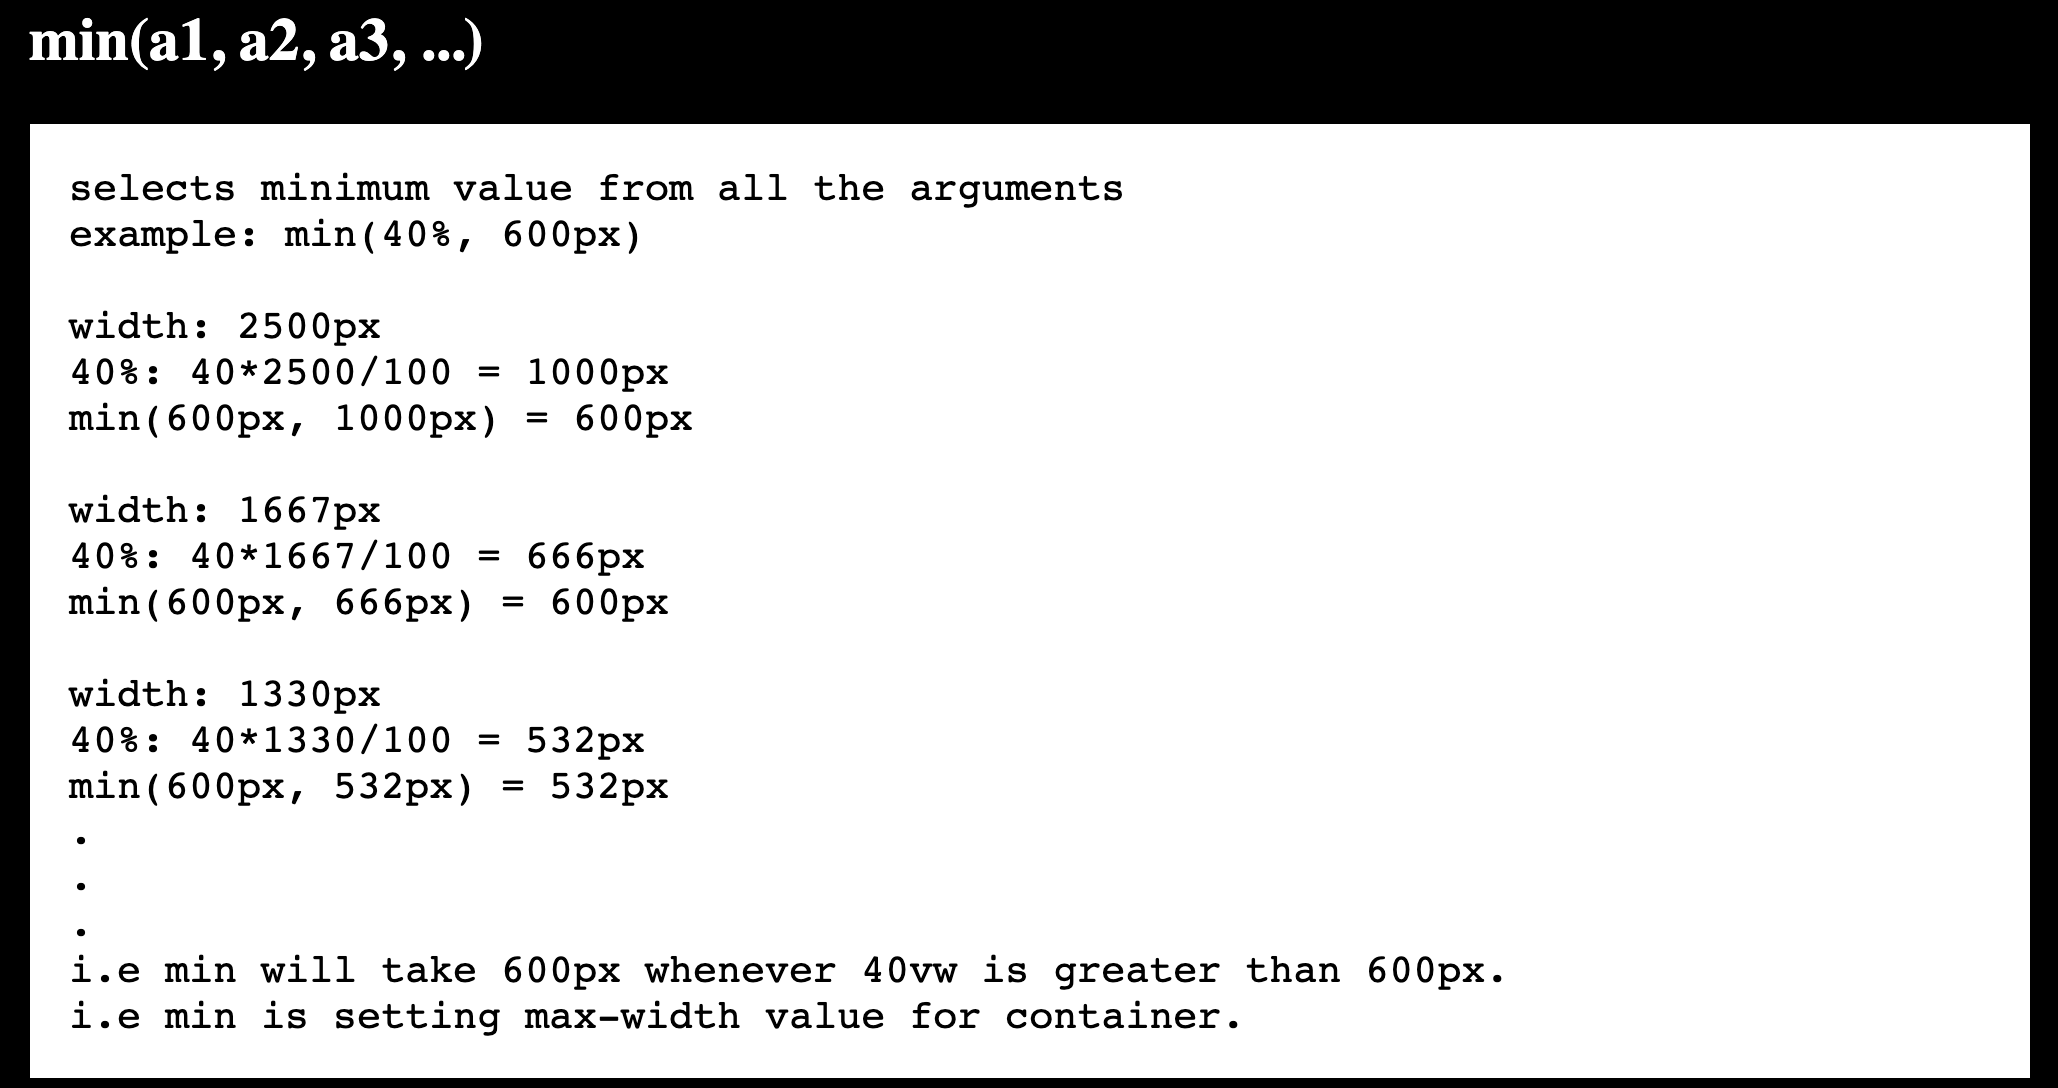 min(a1, a2, a3, ...)
selects minimum value from all the arguments
example: min(40%, 600px)
width: 2500px
40%: 40*2500/100 = 1000px
min(600px, 1000px) = 600px
width: 1667px
40%: 40*1667/100 = 666px
min(600px, 666px) = 600px
width: 1330px
40%: 40*1330/100 = 532px
min(600px, 532px) = 532px
.
.
.
i.e min will take 600px whenever 40vw is greater than 600px.
i.e min is setting max-width value for container.